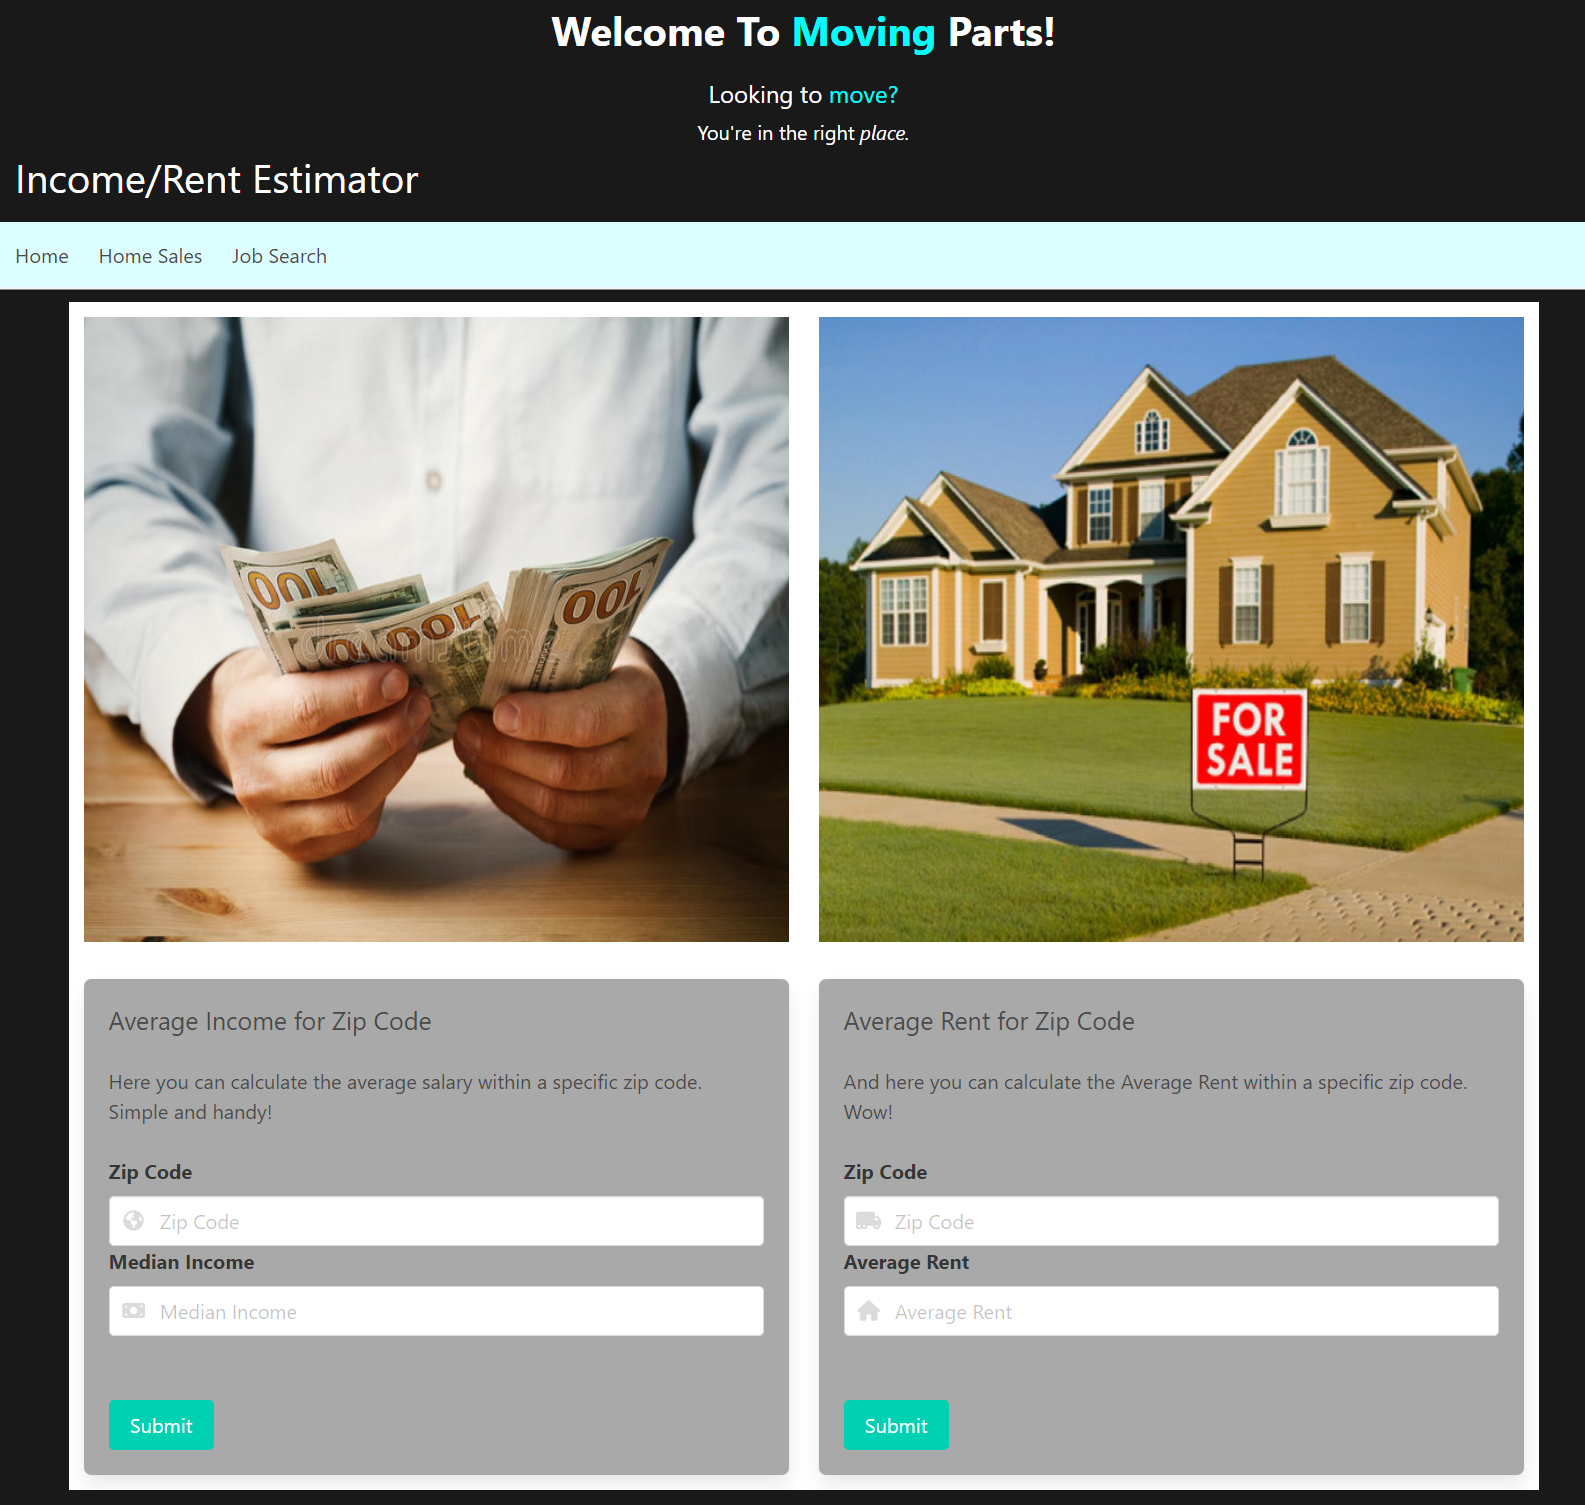 Welcome To Moving Parts!
Looking to move?
You're in the right place.
Income/Rent Estimator
Home
Home Sales
Job Search
100
100
100
dreamstime
FOR
SALE
Average Income for Zip Code
Here you can calculate the average salary within a specific zip code.
Simple and handy!
Zip Code
Zip Code
Median Income
Median Income
Submit
Average Rent for Zip Code
And here you can calculate the Average Rent within a specific zip code.
Wow!
Zip Code
Zip Code
Average Rent
Average Rent
Submit